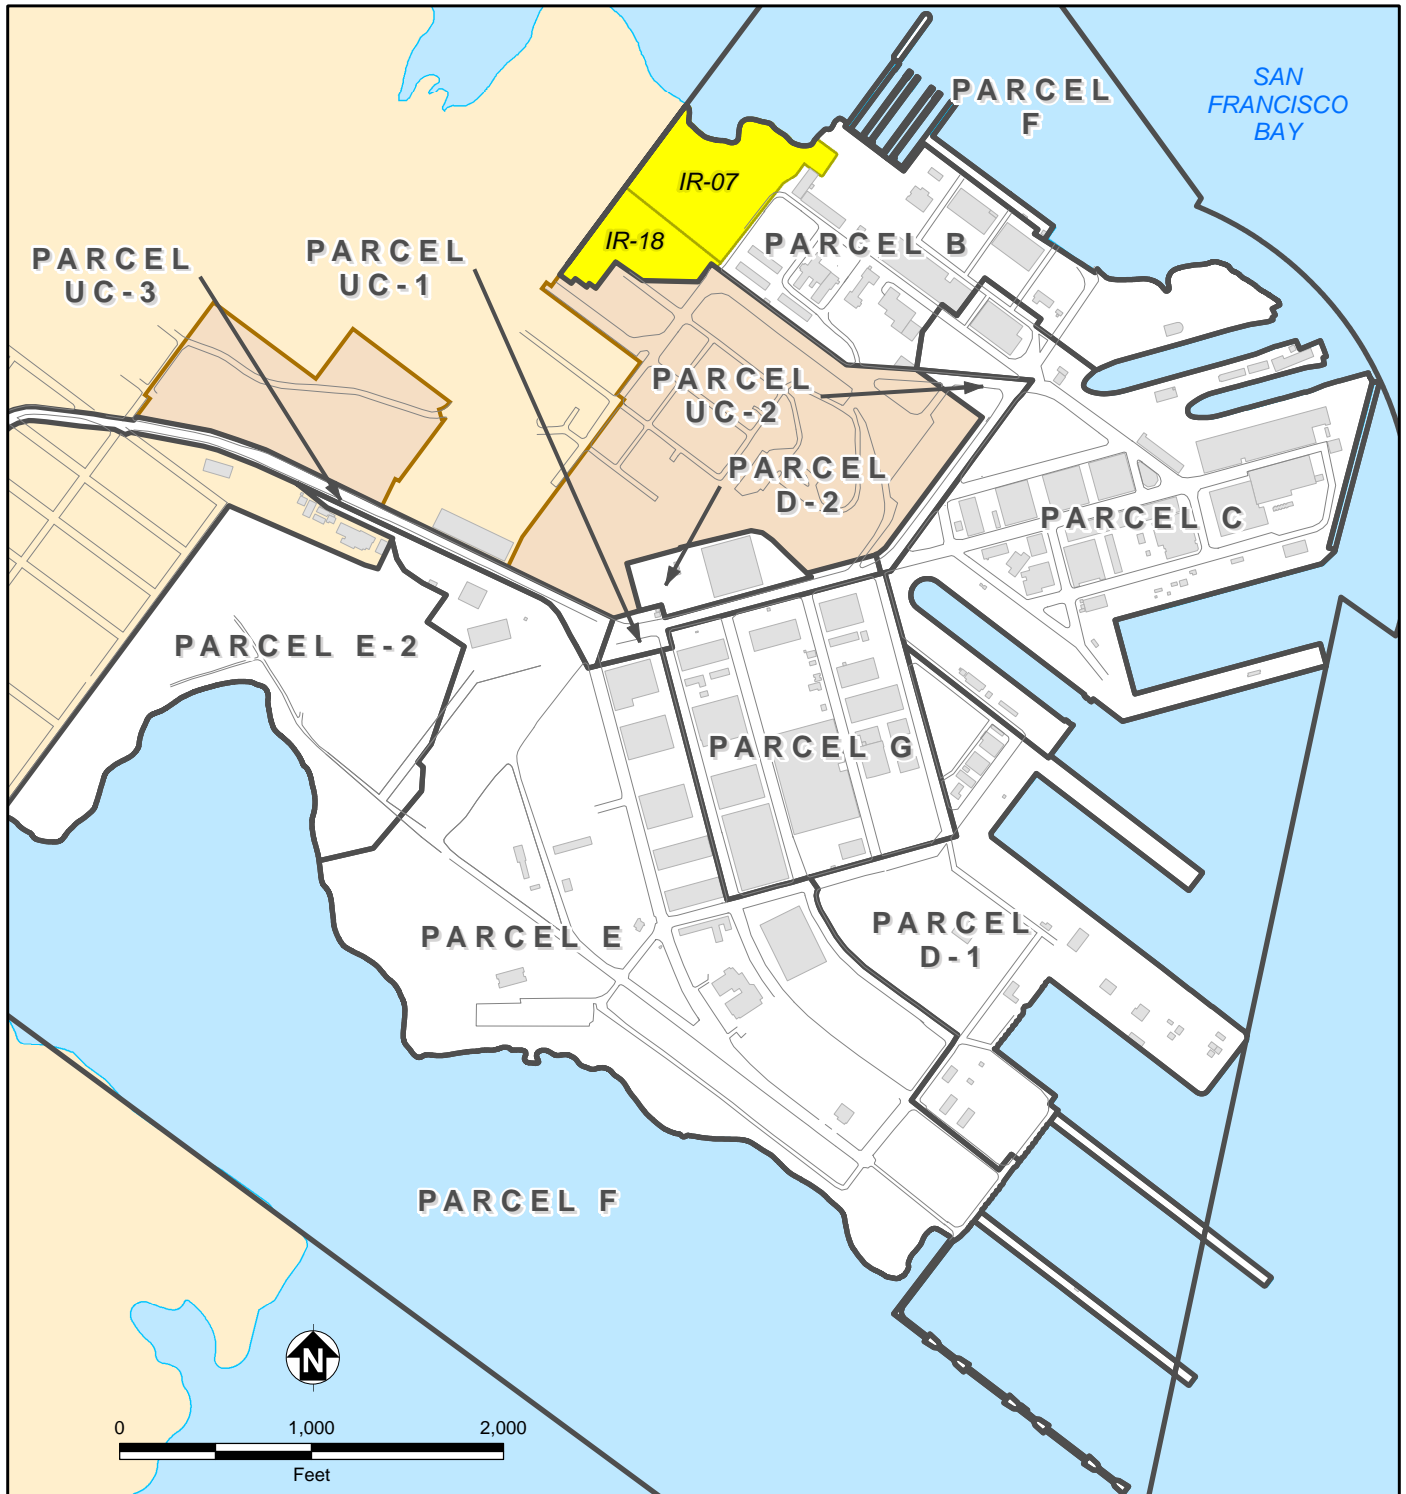 PARCEL
F
SAN
FRANCISCO
BAY
IR-07
IR-18
PARCEL B
PARCEL
UC-3
PARCEL
UC-1
PARCEL
UC-2
PARCEL
D-2
PARCEL C
PARCEL E-2
PARCEL G
PARCEL E
PARCEL
D-1
PARCEL F
N
0 1,000 2,000
Feet